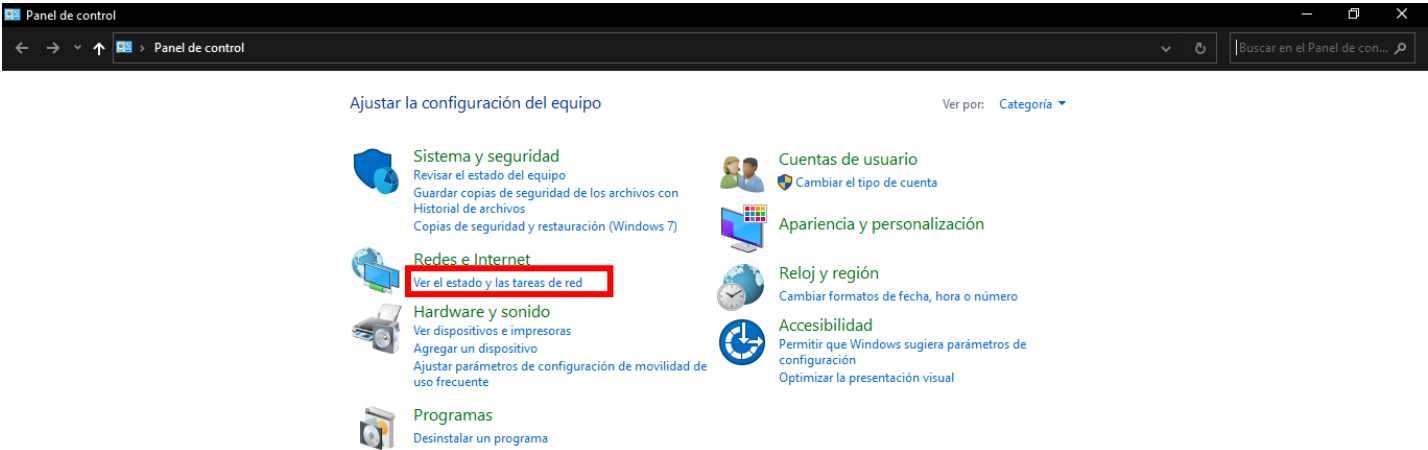 Panel de control
Panel de control
Buscar en el Panel de con...
Ajustar la configuración del equipo
Ver por: Categoría
Sistema y seguridad
Revisar el estado del equipo
Guardar copias de seguridad de los archivos con
Historial de archivos
Copias de seguridad y restauración (Windows 7)
Redes e Internet
Ver el estado y las tareas de red
Hardware y sonido
Ver dispositivos e impresoras
Agregar un dispositivo
Ajustar parámetros de configuración de movilidad de
uso frecuente
Programas
Desinstalar un programa
Cuentas de usuario
Cambiar el tipo de cuenta
Apariencia y personalización
Reloj y región
Cambiar formatos de fecha, hora o número
Accesibilidad
Permitir que Windows sugiera parámetros de
configuración
Optimizar la presentación visual